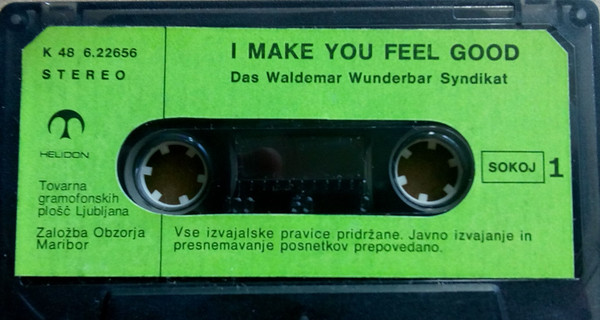 K 48 6.22656
STEREO
I MAKE YOU FEEL GOOD
Das Waldemar Wunderbar Syndikat
HELIDON
SOKOJ 1
Tovarna
gramofonskih
plošč Ljubljana
Založba Obzorja
Maribor
Vse izvajalske pravice pridržane. Javno izvajanje in
presnemavanje posnetkov prepovedano.